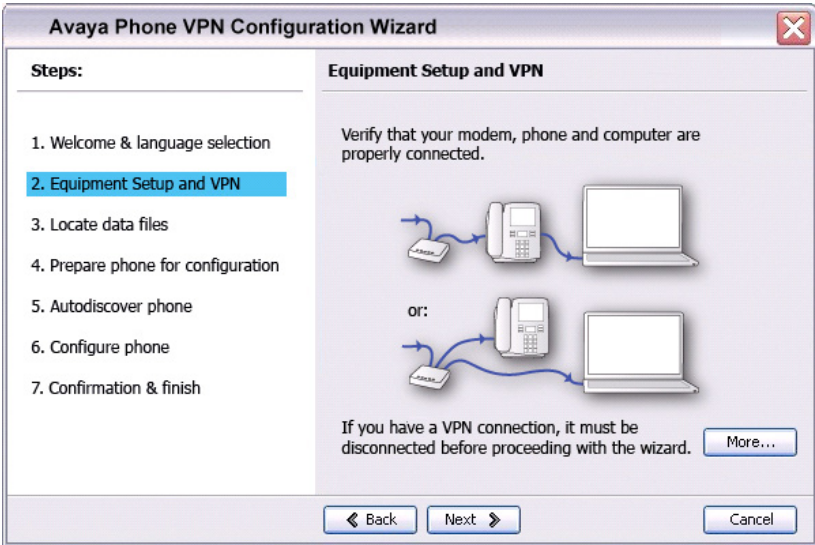 Avaya Phone VPN Configuration Wizard
Steps:
1. Welcome & language selection
2. Equipment Setup and VPN
3. Locate data files
4. Prepare phone for configuration
5. Autodiscover phone
6. Configure phone
7. Confirmation & finish
Equipment Setup and VPN
Verify that your modem, phone and computer are
properly connected.
or:
If you have a VPN connection, it must be
disconnected before proceeding with the wizard.
More...
Back
Next
Cancel